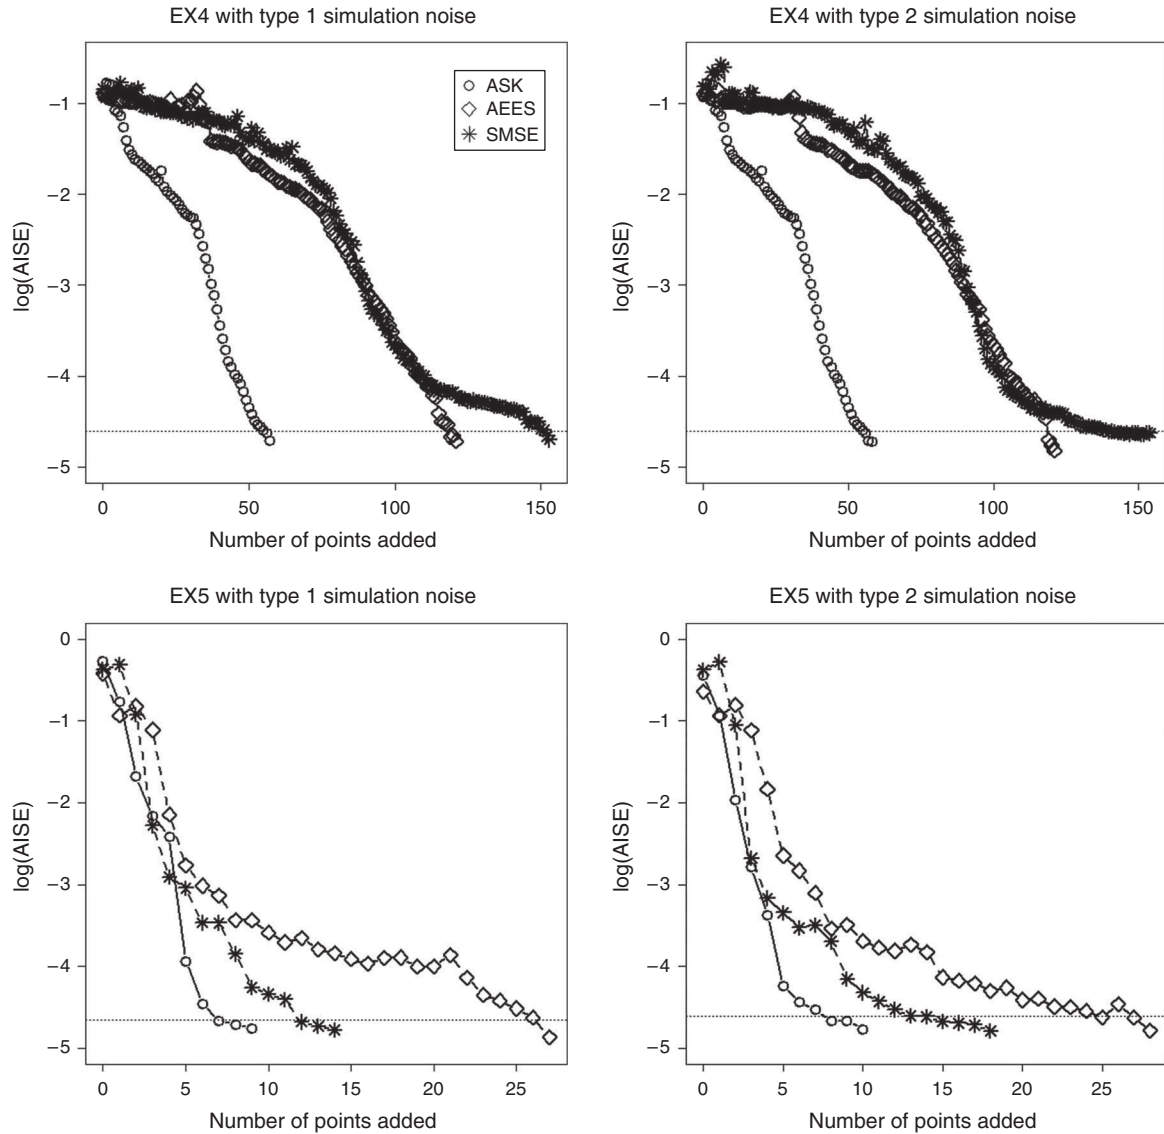 EX4 with type 1 simulation noise
−1
−2
−3
−4
−5
log(AISE)
ASK
AEES
SMSE
0
50
100
150
Number of points added
EX4 with type 2 simulation noise
−1
−2
−3
−4
−5
log(AISE)
0
50
100
150
Number of points added
EX5 with type 1 simulation noise
0
−1
−2
−3
−4
−5
log(AISE)
0
5
10
15
20
25
Number of points added
EX5 with type 2 simulation noise
0
−1
−2
−3
−4
−5
log(AISE)
0
5
10
15
20
25
Number of points added